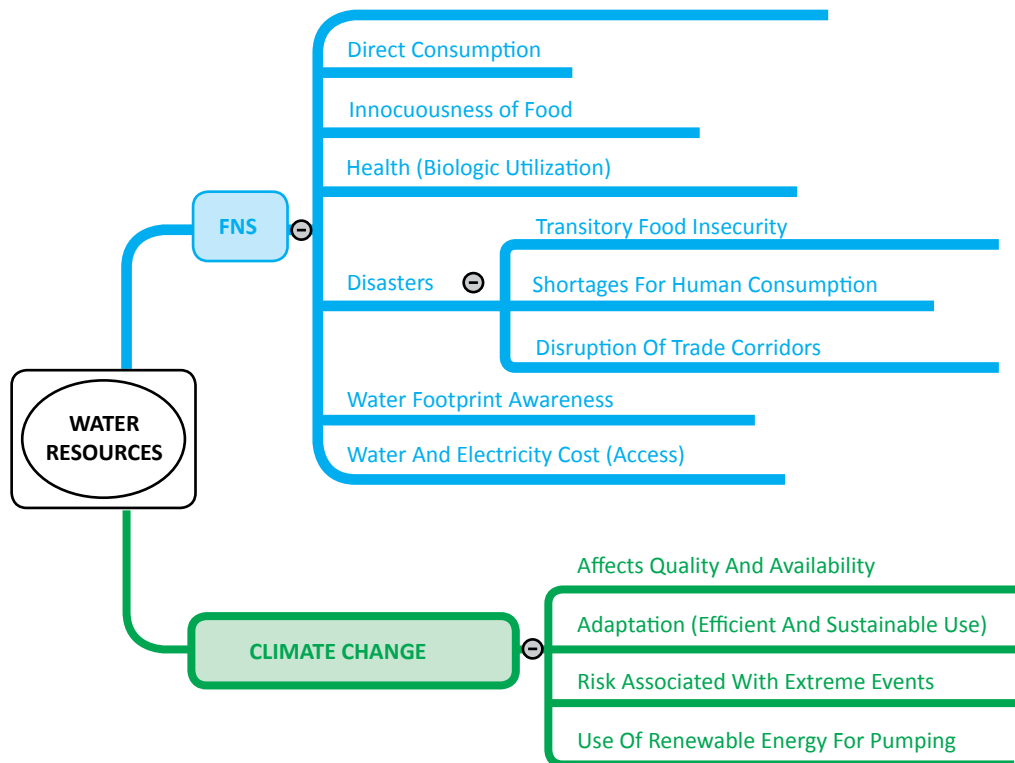 Direct Consumption
Innocuousness of Food
Health (Biologic Utilization)
FNS
Transitory Food Insecurity
Disasters
Shortages For Human Consumption
Disruption Of Trade Corridors
Water Footprint Awareness
WATER
RESOURCES
Water And Electricity Cost (Access)
Affects Quality And Availability
Adaptation (Efficient And Sustainable Use)
CLIMATE CHANGE
Risk Associated With Extreme Events
Use Of Renewable Energy For Pumping